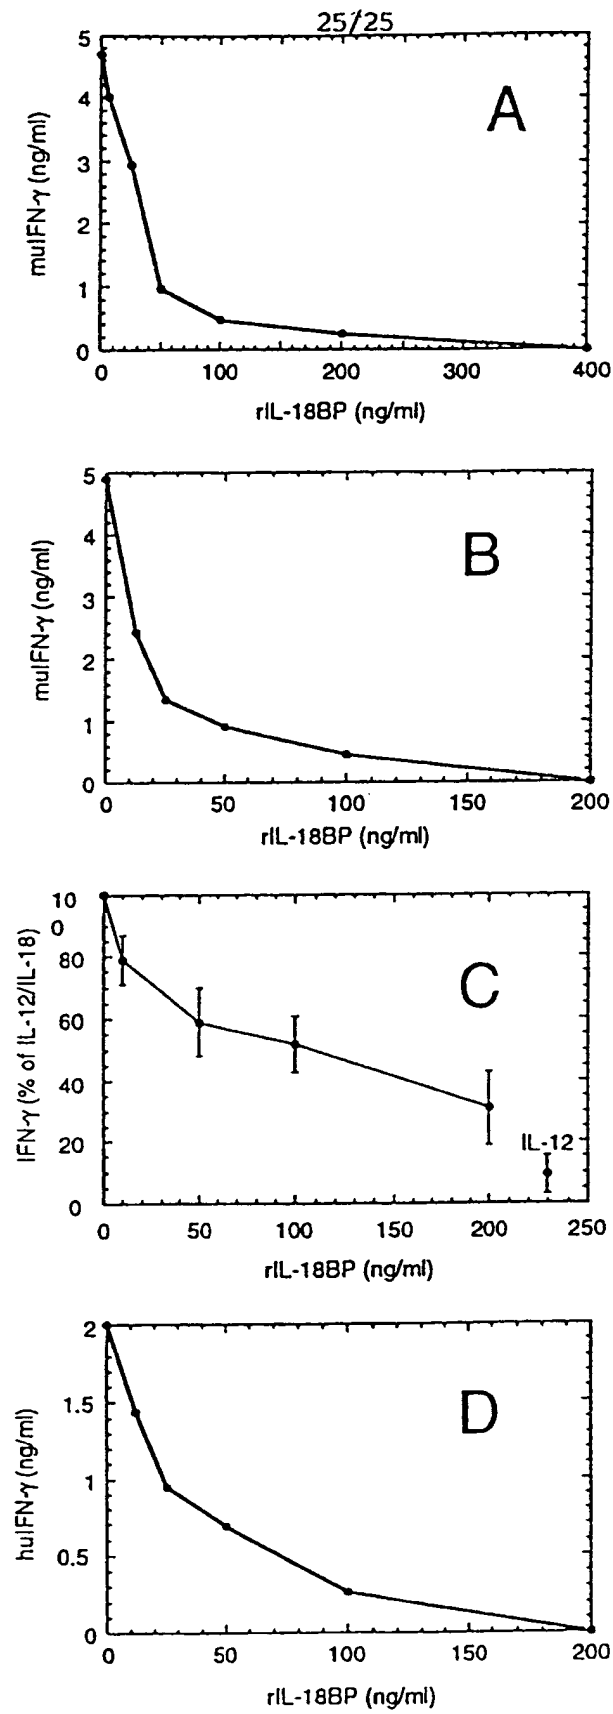 25/25
5
4
3
2
1
0
muIFN-γ (ng/ml)
A
0 100 200 300 400
rIL-18BP (ng/ml)
5
4
3
2
1
0
muIFN-γ (ng/ml)
B
0 50 100 150 200
rIL-18BP (ng/ml)
10
0
80
60
40
20
0
IFN-γ (% of IL-12/IL-18)
C
IL-12
0 50 100 150 200 250
rIL-18BP (ng/ml)
2
1.5
1
0.5
0
huIFN-γ (ng/ml)
D
0 50 100 150 200
rIL-18BP (ng/ml)